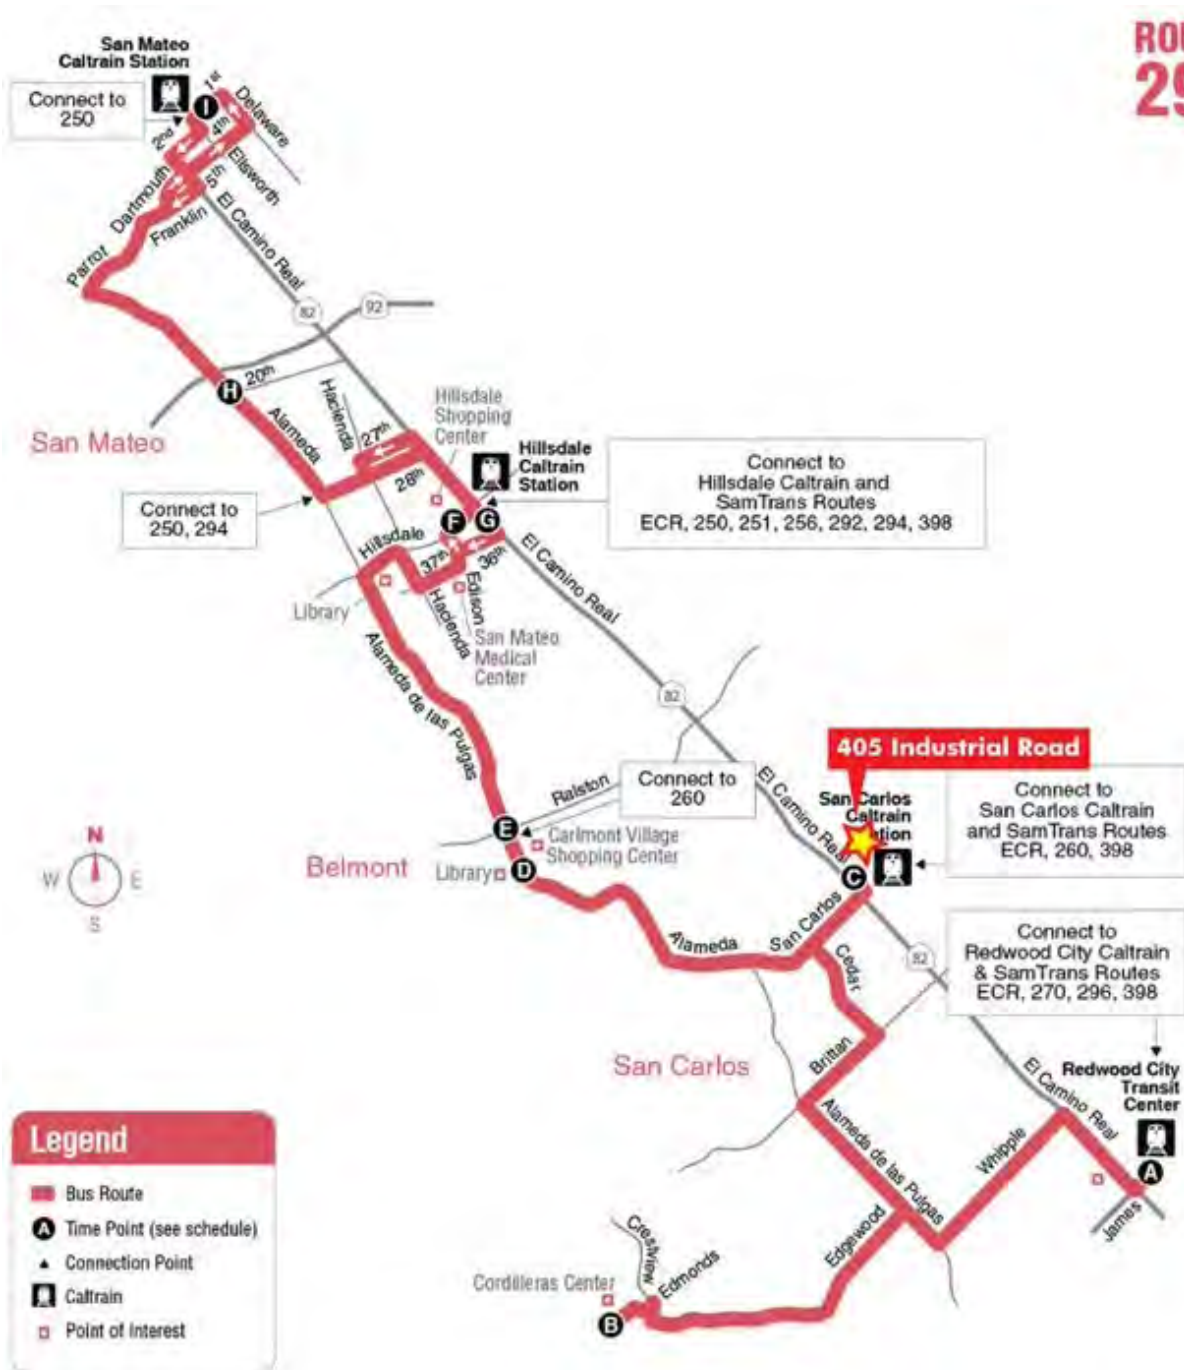 ROU
29
San Mateo
Caltrain Station
Connect to
250
I
1st
Delaware
2nd
4th
Ellsworth
5th
Dartmouth
Franklin
Parrot
El Camino Real
82
92
H
20th
San Mateo
Alameda
Hacienda
27th
28th
Hillsdale
Shopping
Center
Hillsdale
Caltrain
Station
Connect to
Hillsdale Caltrain and
SamTrans Routes
ECR, 250, 251, 256, 292, 294, 398
Connect to
250, 294
F
G
Hillsdale
37th
36th
Edison
Hacienda
Library
San Mateo
Medical
Center
El Camino Real
Alameda de las Pulgas
82
405 Industrial Road
Connect to
260
Ralston
El Camino Real
San Carlos
Caltrain
tation
Connect to
San Carlos Caltrain
and SamTrans Routes
ECR, 260, 398
E
Carlmont Village
Shopping Center
Belmont
Library
D
C
N
W
E
S
Alameda
San Carlos
Cedar
82
Connect to
Redwood City Caltrain
& SamTrans Routes
ECR, 270, 296, 398
San Carlos
Brittan
Alameda de las Pulgas
Whipple
El Camino Real
Redwood City
Transit
Center
A
James
Edgewood
Crestview
Edmonds
Cordilleras Center
B
Legend
Bus Route
A Time Point (see schedule)
Connection Point
Caltrain
Point of Interest